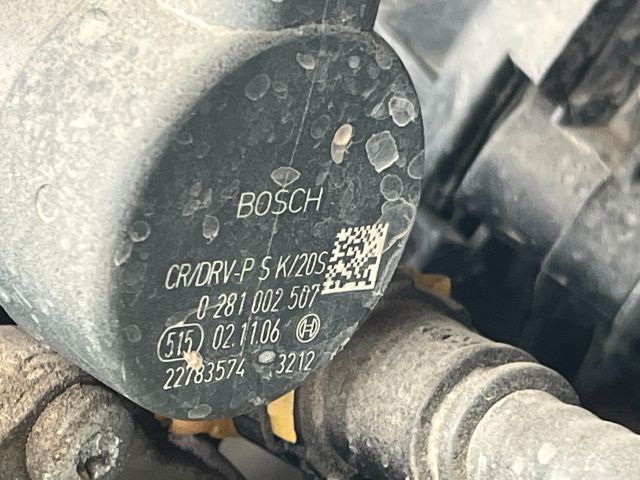 BOSCH
CR/DRV-P S K/20S
0 281 002 507
515 02.11.06
22783574 3212